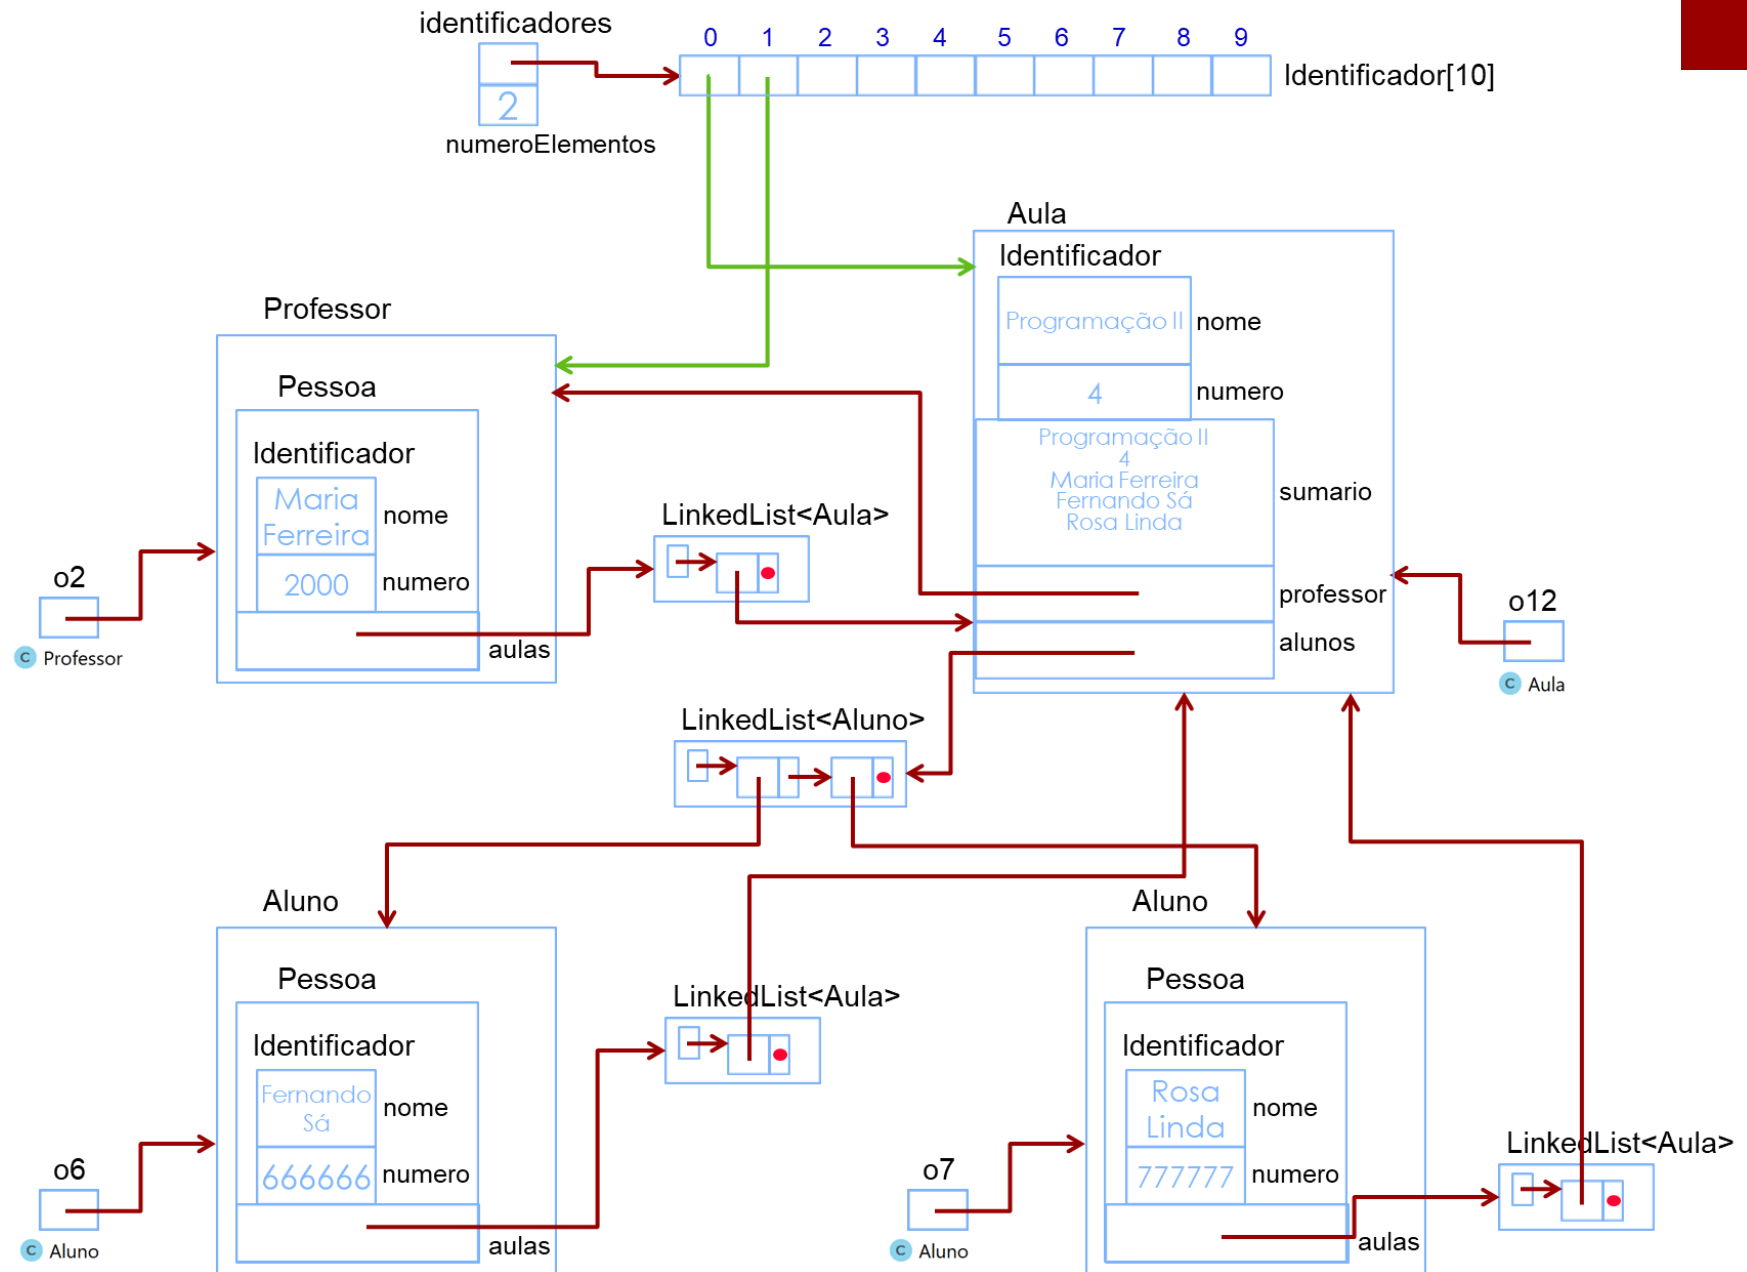 identificadores
0 1 2 3 4 5 6 7 8 9
Identificador[10]
2
numeroElementos
Aula
Identificador
Programação II nome
4 numero
Programação II
4
Maria Ferreira
Fernando Sá
Rosa Linda
sumario
professor
alunos
o12
C Aula
Professor
Pessoa
Identificador
Maria
Ferreira
nome
2000 numero
aulas
o2
C Professor
LinkedList<Aula>
LinkedList<Aluno>
Aluno
Pessoa
Identificador
Fernando
Sá
nome
666666 numero
aulas
o6
C Aluno
LinkedList<Aula>
Aluno
Pessoa
Identificador
Rosa
Linda
nome
777777 numero
aulas
o7
C Aluno
LinkedList<Aula>